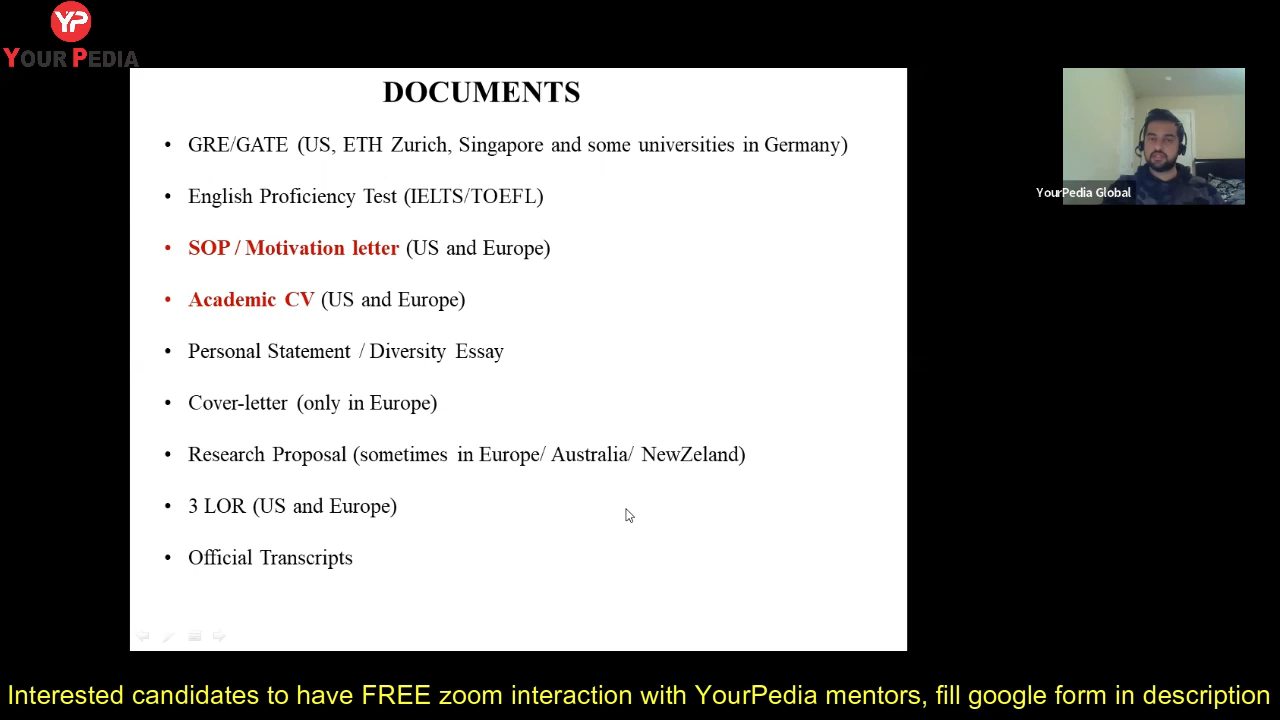 YP
YOUR PEDIA
DOCUMENTS
• GRE/GATE (US, ETH Zurich, Singapore and some universities in Germany)
• English Proficiency Test (IELTS/TOEFL)
• SOP / Motivation letter (US and Europe)
• Academic CV (US and Europe)
• Personal Statement / Diversity Essay
• Cover-letter (only in Europe)
• Research Proposal (sometimes in Europe/ Australia/ NewZeland)
• 3 LOR (US and Europe)
• Official Transcripts
YourPedia Global
Interested candidates to have FREE zoom interaction with YourPedia mentors, fill google form in description